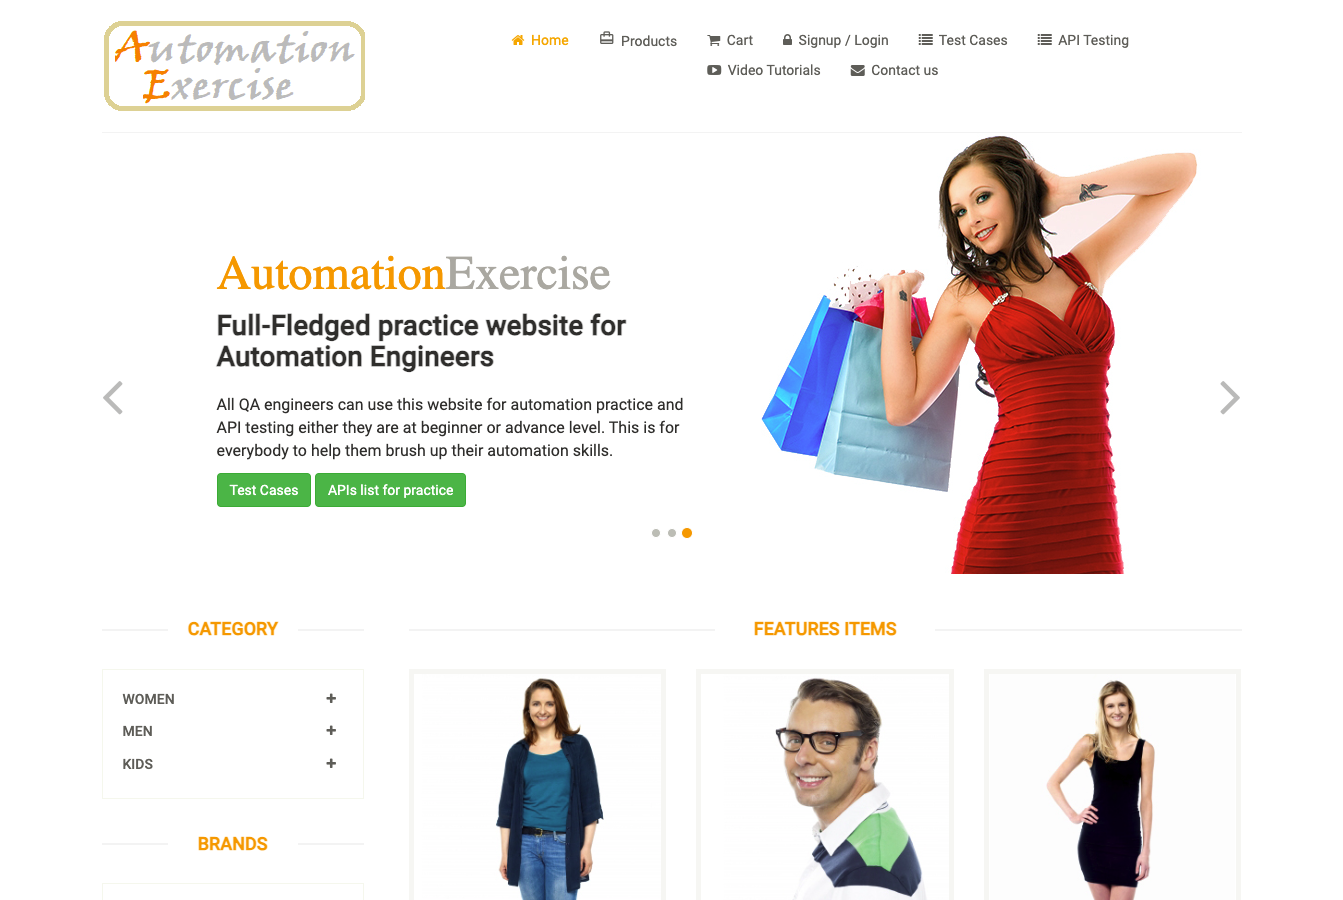 Automation
Exercise
Home Products Cart Signup / Login Test Cases API Testing
Video Tutorials Contact us
AutomationExercise
Full-Fledged practice website for
Automation Engineers
All QA engineers can use this website for automation practice and
API testing either they are at beginner or advance level. This is for
everybody to help them brush up their automation skills.
Test Cases APIs list for practice
CATEGORY
WOMEN
MEN
KIDS
BRANDS
FEATURES ITEMS